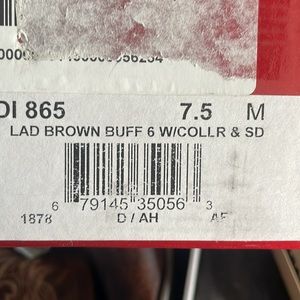 DI 865 7.5 M
LAD BROWN BUFF 6 W/COLLR & SD
6 79145 35056 3
1878 D / AH AF